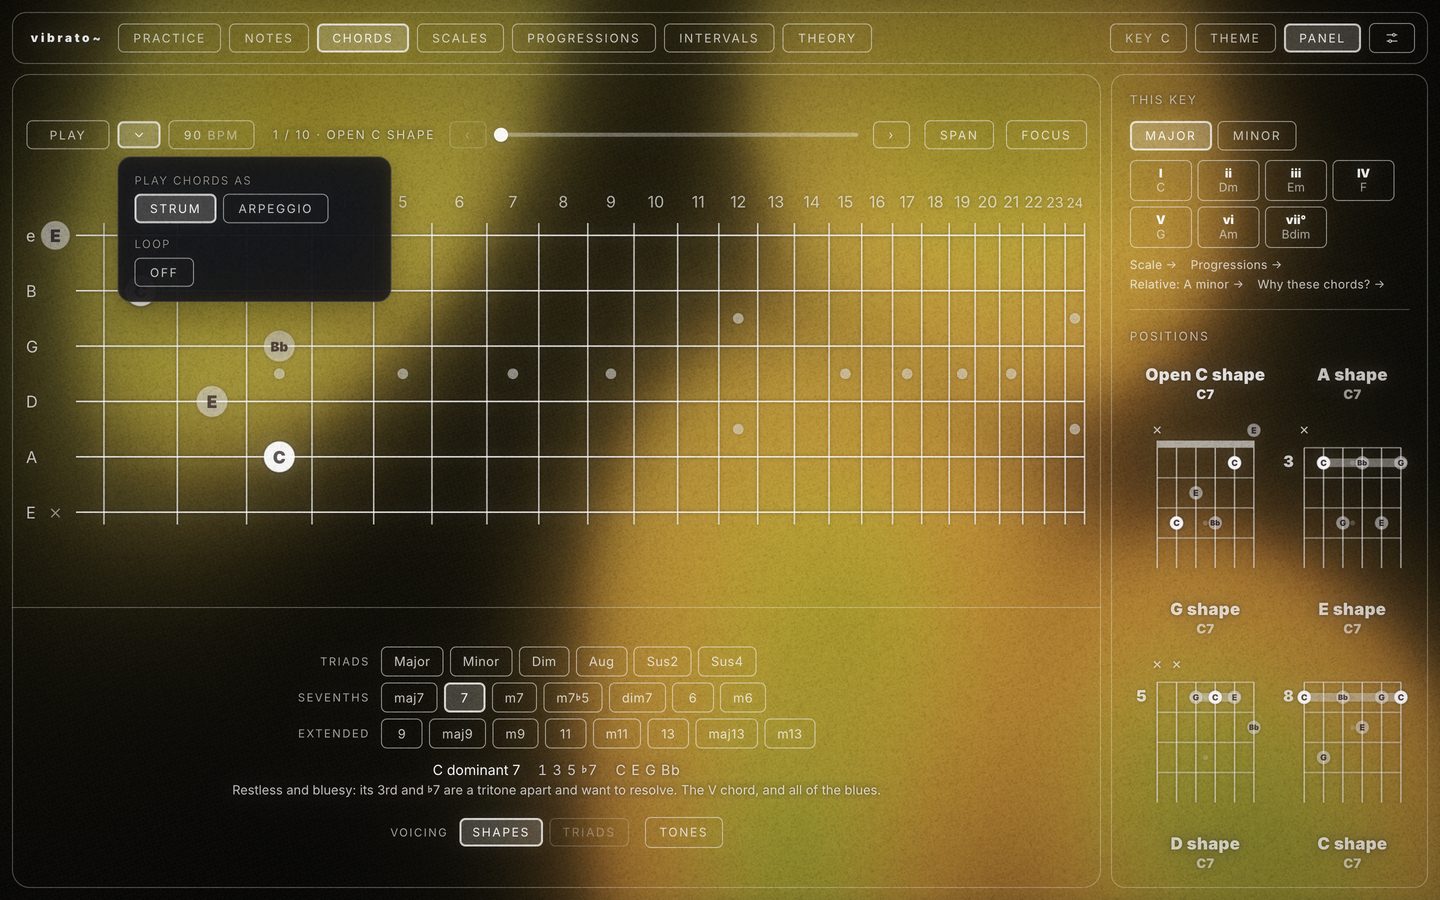 vibrato~ PRACTICE NOTES CHORDS SCALES PROGRESSIONS INTERVALS THEORY KEY C THEME PANEL
PLAY 90 BPM 1 / 10 · OPEN C SHAPE ‹ › SPAN FOCUS
PLAY CHORDS AS
STRUM ARPEGGIO
LOOP
OFF
5 6 7 8 9 10 11 12 13 14 15 16 17 18 19 20 21 22 23 24
e E
B
G Bb
D E
A C
E ×
TRIADS Major Minor Dim Aug Sus2 Sus4
SEVENTHS maj7 7 m7 m7♭5 dim7 6 m6
EXTENDED 9 maj9 m9 11 m11 13 maj13 m13
C dominant 7 1 3 5 ♭7 C E G Bb
Restless and bluesy: its 3rd and ♭7 are a tritone apart and want to resolve. The V chord, and all of the blues.
VOICING SHAPES TRIADS TONES
THIS KEY
MAJOR MINOR
I ii iii IV
C Dm Em F
V vi vii°
G Am Bdim
Scale → Progressions →
Relative: A minor → Why these chords? →
POSITIONS
Open C shape A shape
C7 C7
× E ×
C 3 C Bb G
E
C Bb G E
G shape E shape
C7 C7
× ×
5 G C E 8 C Bb G C
Bb E
G
D shape C shape
C7 C7